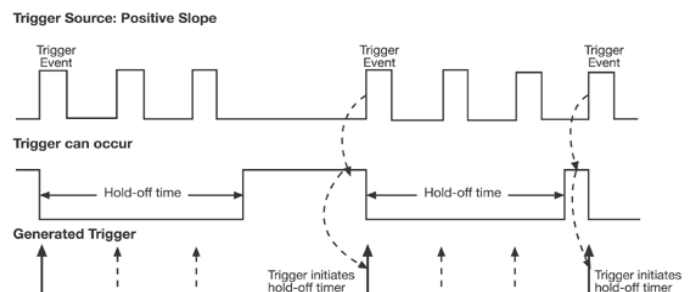 Trigger Source: Positive Slope
Trigger
Event
Trigger
Event
Trigger
Event
Trigger can occur
Hold-off time
Hold-off time
Generated Trigger
Trigger initiates
hold-off timer
Trigger initiates
hold-off timer